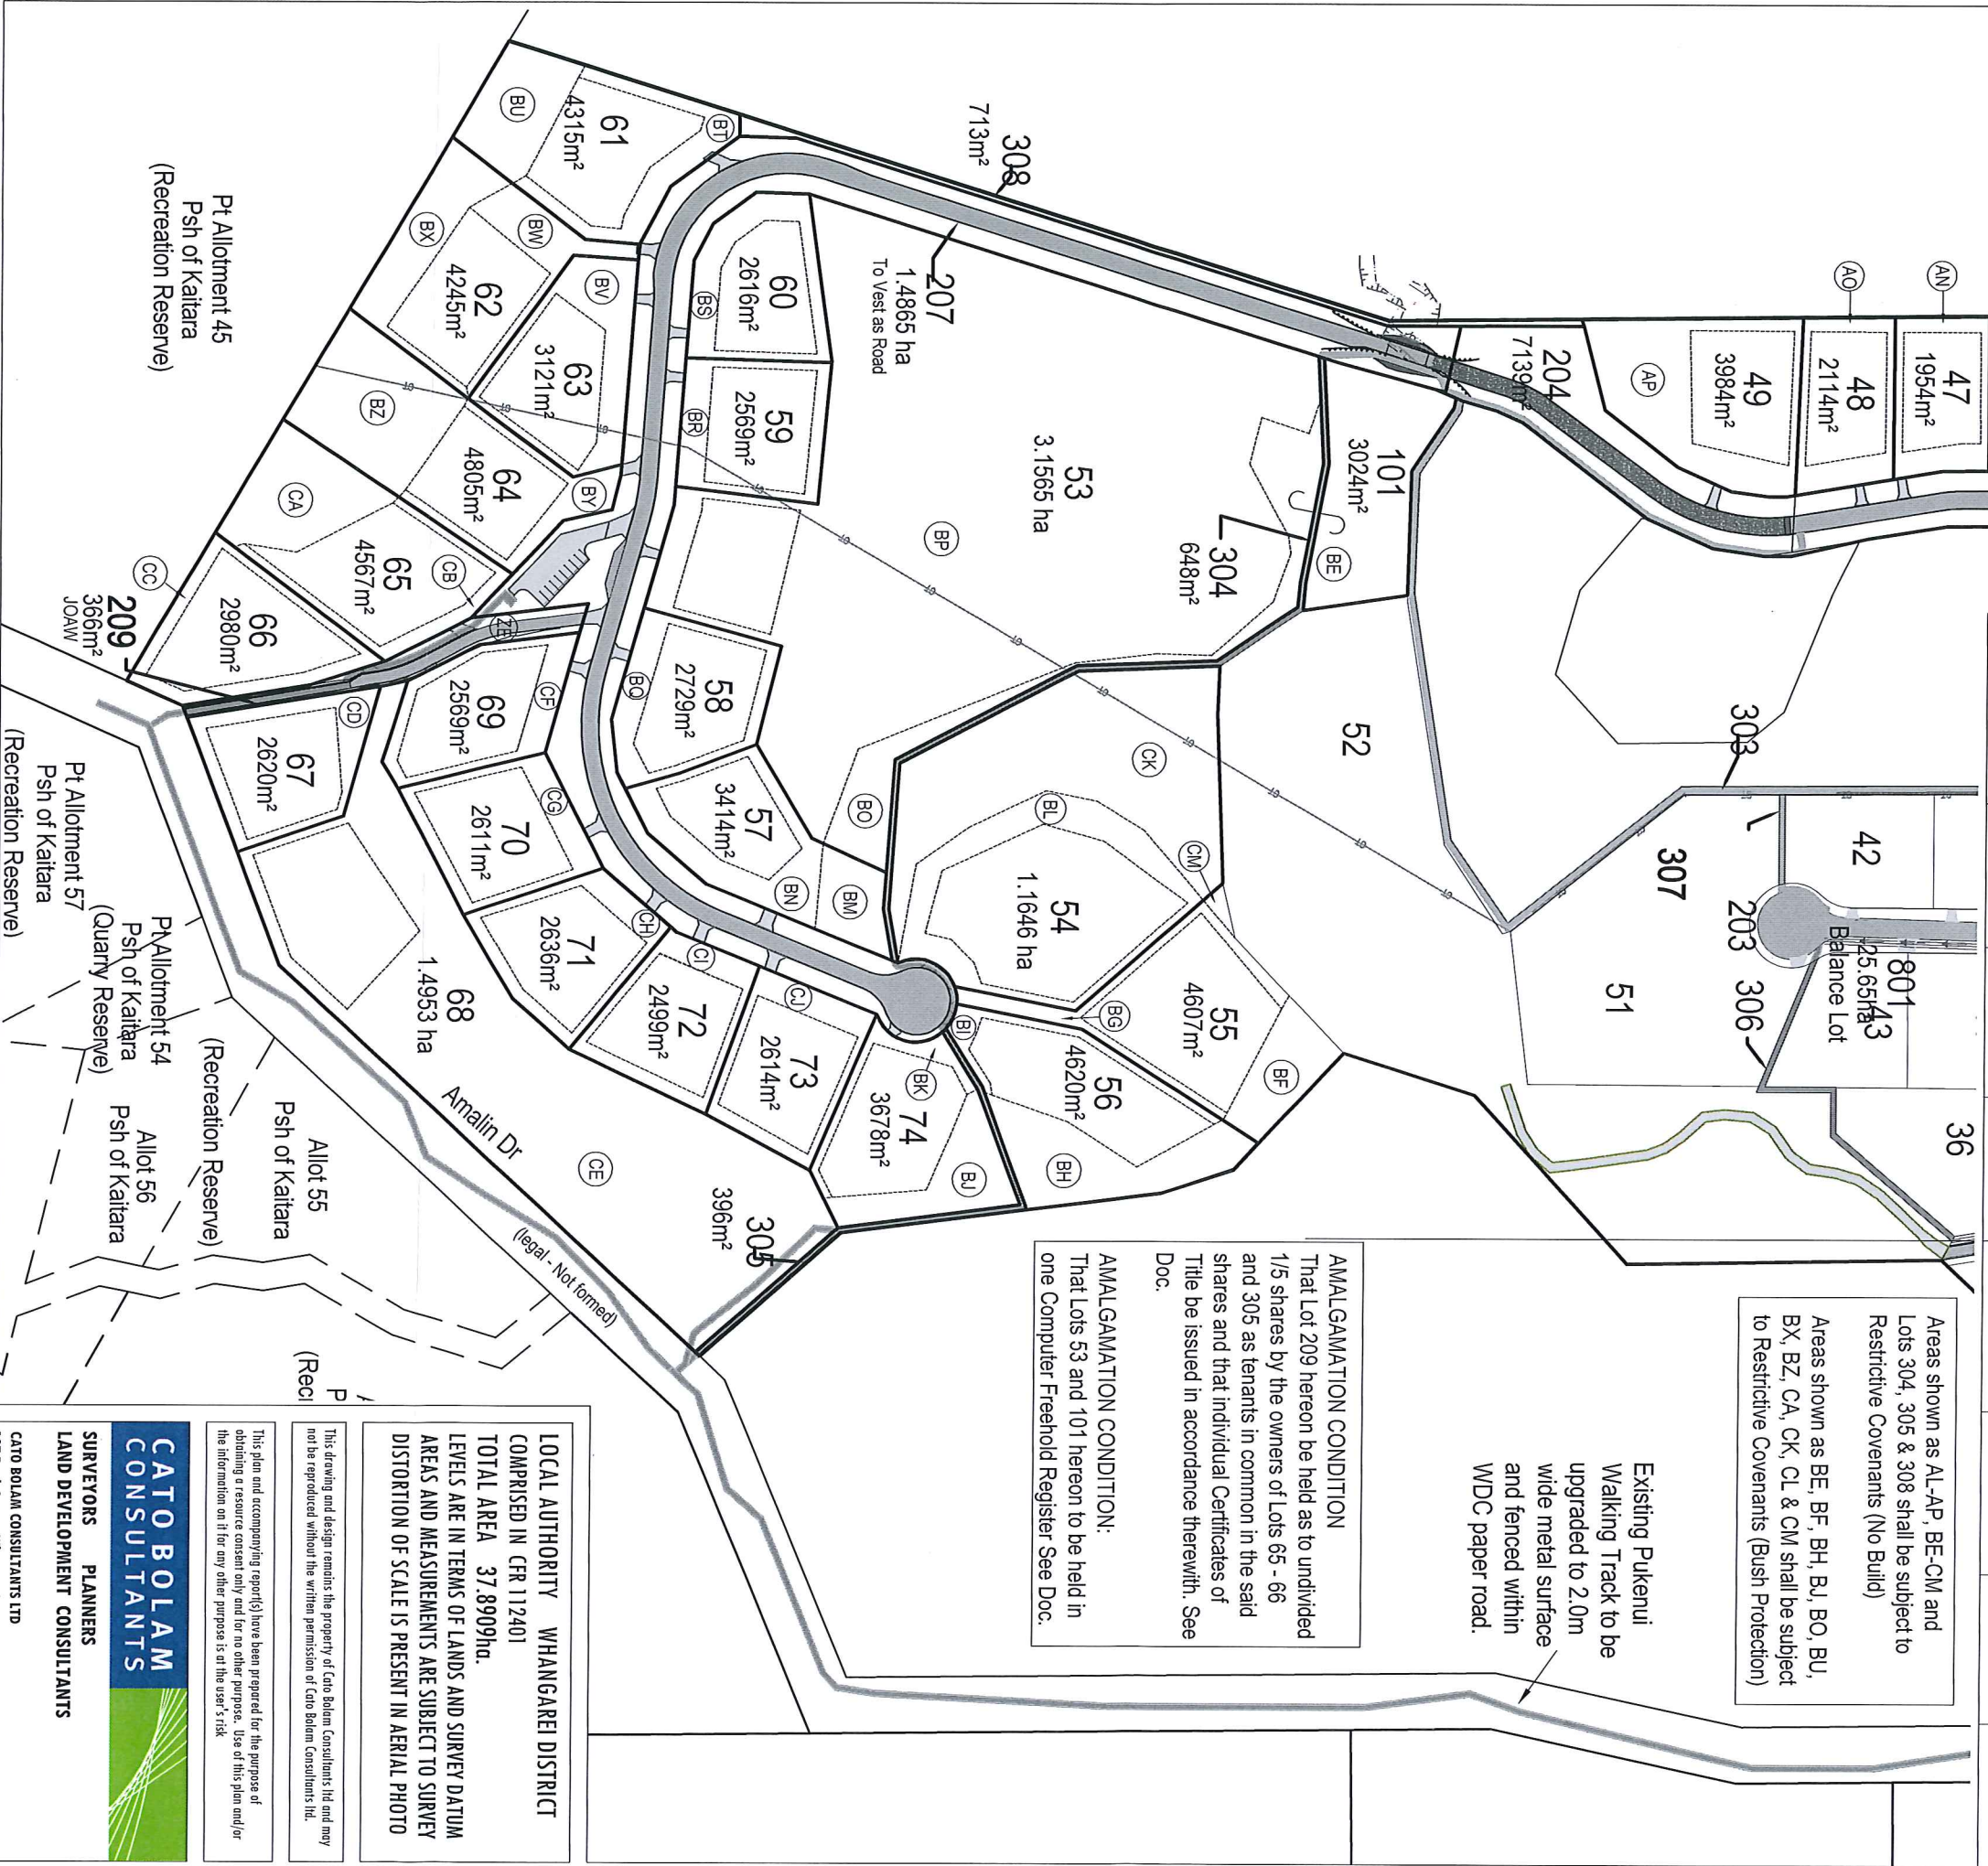 AN
47
1954m²
AO
48
2114m²
49
3984m²
AP
204
7139m²
308
713m²
207
1.4865 ha
To Vest as Road
101
3024m²
BE
304
648m²
53
3.1565 ha
BP
52
303
42
307
203
801
43
25.65ha
Balance Lot
306
51
36
BT
61
4315m²
BU
60
2616m²
BS
BW
BX
62
4245m²
BV
63
3121m²
59
2569m²
BR
BZ
64
4805m²
BY
CA
65
4567m²
CB
CC
66
2980m²
209
366m²
JOAW
ZE
CD
67
2620m²
CF
69
2569m²
58
2729m²
BQ
CG
70
2611m²
57
3414m²
BO
BN
BM
CK
BL
CM
54
1.1646 ha
CH
71
2636m²
CI
72
2499m²
CJ
73
2614m²
68
1.4953 ha
55
4607m²
BG
BF
BI
56
4620m²
BH
BK
74
3678m²
BJ
CE
305
396m²
Amalin Dr
(legal - Not formed)
Pt Allotment 45
Psh of Kaitara
(Recreation Reserve)
Pt Allotment 57
Psh of Kaitara
(Recreation Reserve)
Pt Allotment 54
Psh of Kaitara
(Quarry Reserve)
Allot 55
Psh of Kaitara
(Recreation Reserve)
Allot 56
Psh of Kaitara
P
(Recr
Areas shown as AL-AP, BE-CM and
Lots 304, 305 & 308 shall be subject to
Restrictive Covenants (No Build)
Areas shown as BE, BF, BH, BJ, BO, BU,
BX, BZ, CA, CK, CL & CM shall be subject
to Restrictive Covenants (Bush Protection)
Existing Pukenui
Walking Track to be
upgraded to 2.0m
wide metal surface
and fenced within
WDC paper road.
AMALGAMATION CONDITION
That Lot 209 hereon be held as to undivided
1/5 shares by the owners of Lots 65 - 66
and 305 as tenants in common in the said
shares and that individual Certificates of
Title be issued in accordance therewith. See
Doc.
AMALGAMATION CONDITION:
That Lots 53 and 101 hereon to be held in
one Computer Freehold Register See Doc.
LOCAL AUTHORITY WHANGAREI DISTRICT
COMPRISED IN CFR 112401
TOTAL AREA 37.8909ha.
LEVELS ARE IN TERMS OF LANDS AND SURVEY DATUM
AREAS AND MEASUREMENTS ARE SUBJECT TO SURVEY
DISTORTION OF SCALE IS PRESENT IN AERIAL PHOTO
This drawing and design remains the property of Cato Bolam Consultants ltd and may
not be reproduced without the written permission of Cato Bolam Consultants ltd.
This plan and accompanying report(s) have been prepared for the purpose of
obtaining a resource consent only and for no other purpose. Use of this plan and/or
the information on it for any other purpose is at the user's risk
CATO BOLAM
CONSULTANTS
SURVEYORS PLANNERS
LAND DEVELOPMENT CONSULTANTS
CATO BOLAM CONSULTANTS LTD